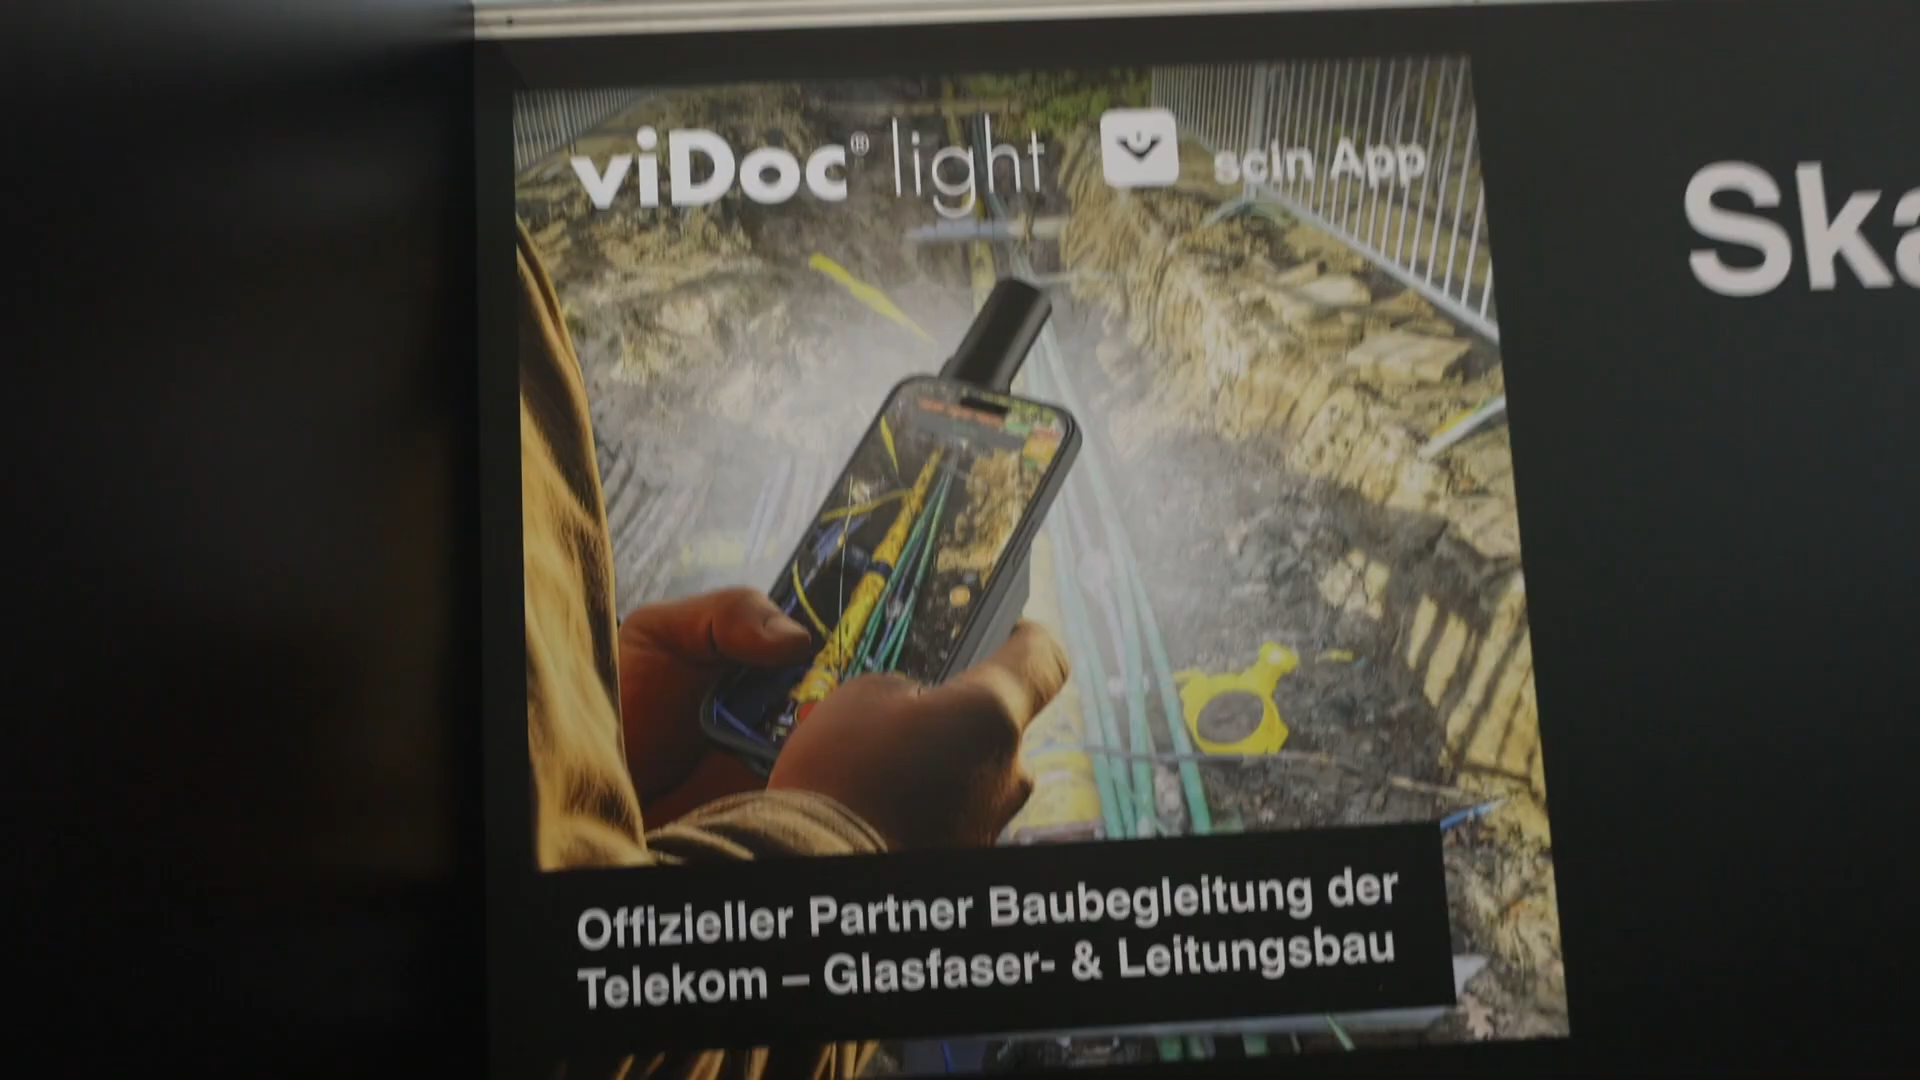 viDoc® light
scin App
Ska
Offizieller Partner Baubegleitung der
Telekom – Glasfaser- & Leitungsbau